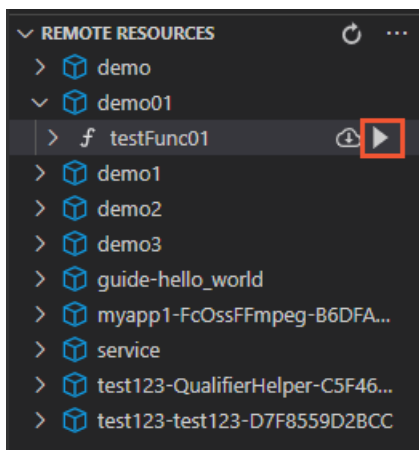 REMOTE RESOURCES
demo
demo01
testFunc01
demo1
demo2
demo3
guide-hello_world
myapp1-FcOssFFmpeg-B6DFA...
service
test123-QualifierHelper-C5F46...
test123-test123-D7F8559D2BCC